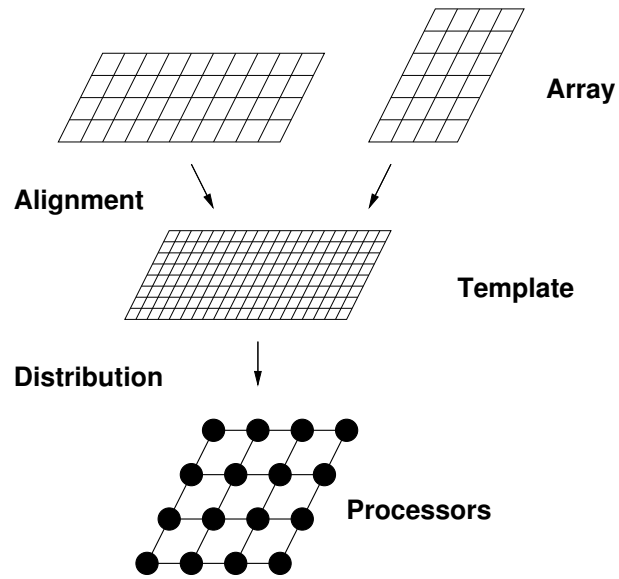 Array
Alignment
Template
Distribution
Processors